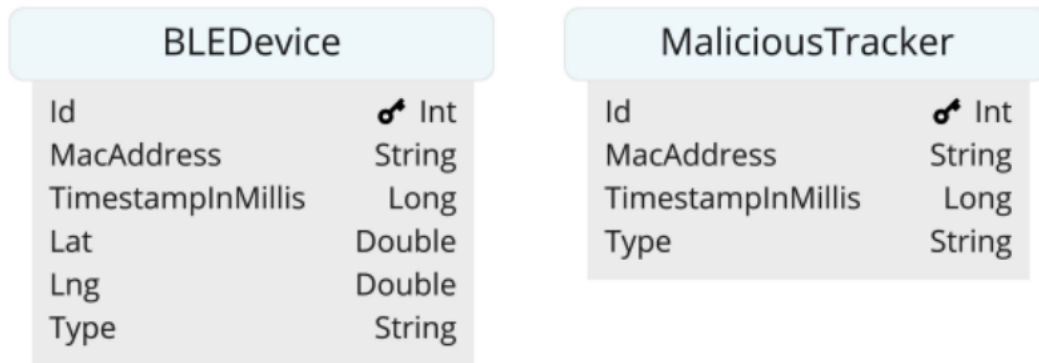 BLEDevice
Id Int
MacAddress String
TimestampInMillis Long
Lat Double
Lng Double
Type String
MaliciousTracker
Id Int
MacAddress String
TimestampInMillis Long
Type String